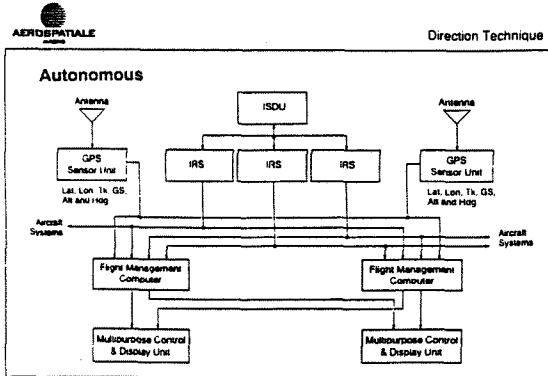 AEROSPATIALE
Direction Technique
Autonomous
Antenna
ISDU
Antenna
GPS
Sensor Unit
IRS
IRS
IRS
GPS
Sensor Unit
Lat, Lon, Tk, GS,
Alt and Hdg
Lat, Lon, Tk, GS,
Alt and Hdg
Aircraft
Systems
Aircraft
Systems
Flight Management
Computer
Flight Management
Computer
Multipurpose Control
& Display Unit
Multipurpose Control
& Display Unit